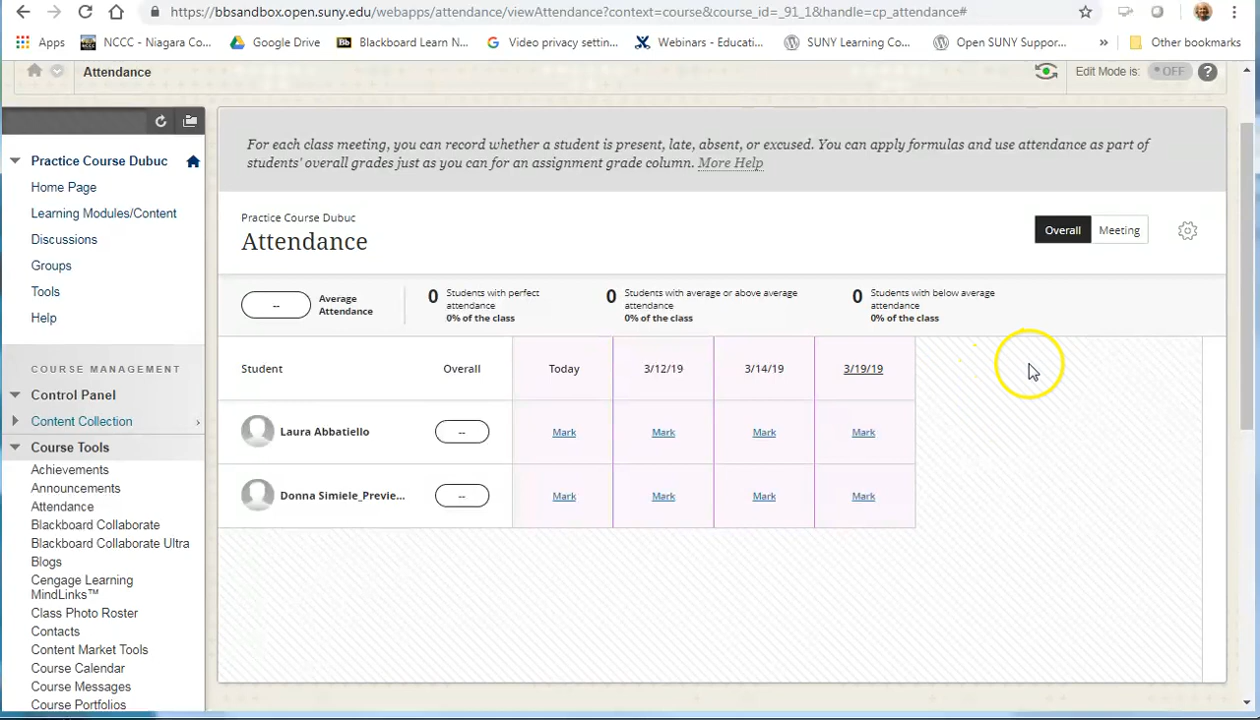 https://bbsandbox.open.suny.edu/webapps/attendance/viewAttendance?context=course&course_id=_91_1&handle=cp_attendance#
Apps
NCCC - Niagara Co...
Google Drive
Bb Blackboard Learn N...
Video privacy settin...
Webinars - Educati...
SUNY Learning Co...
Open SUNY Suppor...
»
Other bookmarks
Attendance
Edit Mode is: OFF ?
Practice Course Dubuc
Home Page
Learning Modules/Content
Discussions
Groups
Tools
Help
COURSE MANAGEMENT
Control Panel
Content Collection
Course Tools
Achievements
Announcements
Attendance
Blackboard Collaborate
Blackboard Collaborate Ultra
Blogs
Cengage Learning
MindLinks™
Class Photo Roster
Contacts
Content Market Tools
Course Calendar
Course Messages
Course Portfolios
For each class meeting, you can record whether a student is present, late, absent, or excused. You can apply formulas and use attendance as part of
students' overall grades just as you can for an assignment grade column. More Help
Practice Course Dubuc
Attendance
Overall Meeting
-- Average
Attendance
0 Students with perfect
attendance
0% of the class
0 Students with average or above average
attendance
0% of the class
0 Students with below average
attendance
0% of the class
Student Overall Today 3/12/19 3/14/19 3/19/19
Laura Abbatiello -- Mark Mark Mark Mark
Donna Simiele_Previe... -- Mark Mark Mark Mark